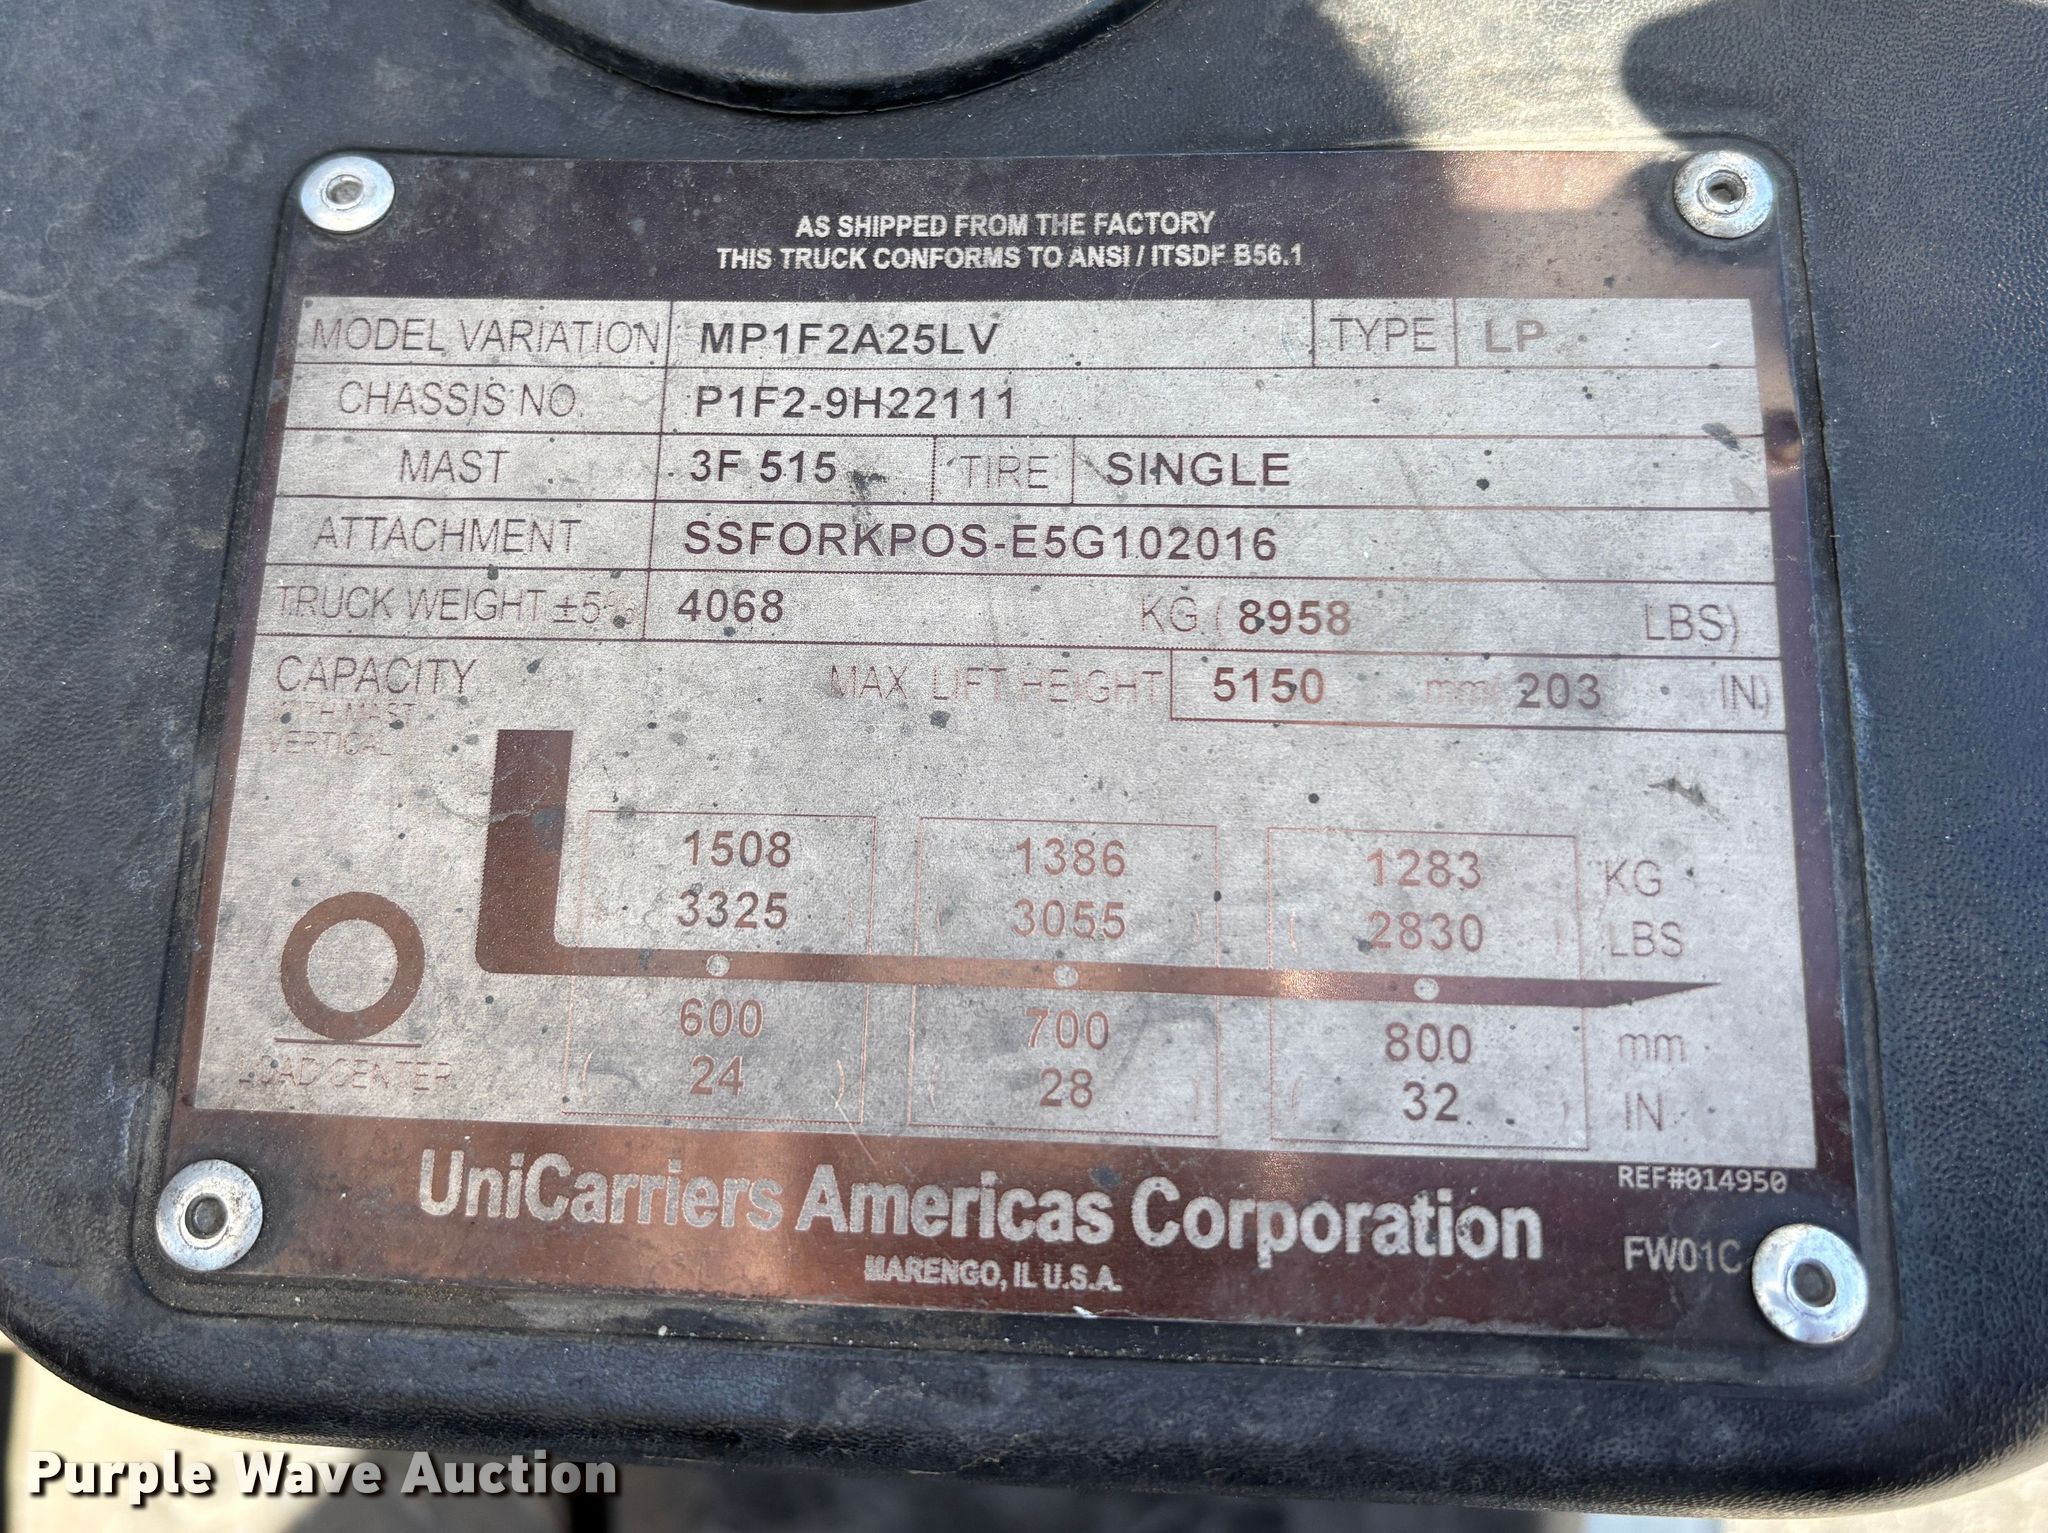 AS SHIPPED FROM THE FACTORY
THIS TRUCK CONFORMS TO ANSI / ITSDF B56.1
MODEL VARIATION MP1F2A25LV TYPE LP
CHASSIS NO. P1F2-9H22111
MAST 3F 515 TIRE SINGLE
ATTACHMENT SSFORKPOS-E5G102016
TRUCK WEIGHT ±5% 4068 KG ( 8958 LBS)
CAPACITY MAX. LIFT HEIGHT 5150 mm( 203 IN)
WITH MAST
VERTICAL
1508 1386 1283 KG
( 3325 ) ( 3055 ) ( 2830 ) LBS
600 700 800 mm
LOAD CENTER ( 24 ) ( 28 ) ( 32 ) IN
REF#014950
UniCarriers Americas Corporation
FW01C
MARENGO, IL U.S.A.
Purple Wave Auction